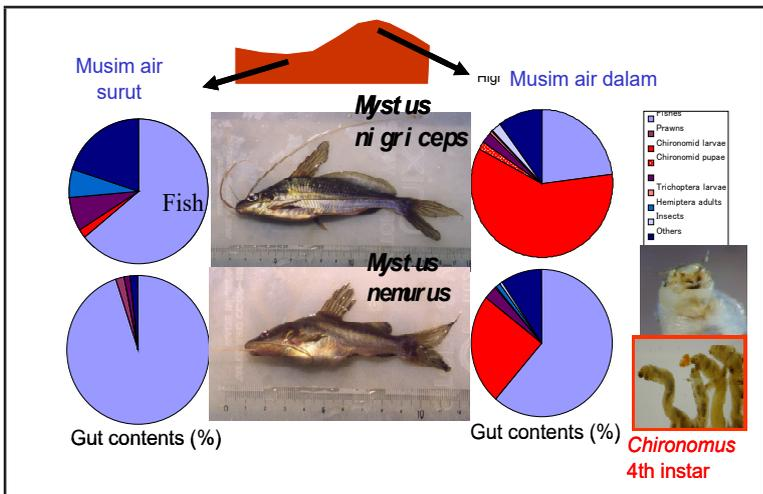 Musim air
surut
Musim air dalam
Mystus
nigriceps
Fish
Fishes
Prawns
Chironomid larvae
Chironomid pupae
Trichoptera larvae
Hemiptera adults
Insects
Others
Mystus
nemurus
Gut contents (%)
Gut contents (%)
Chironomus
4th instar